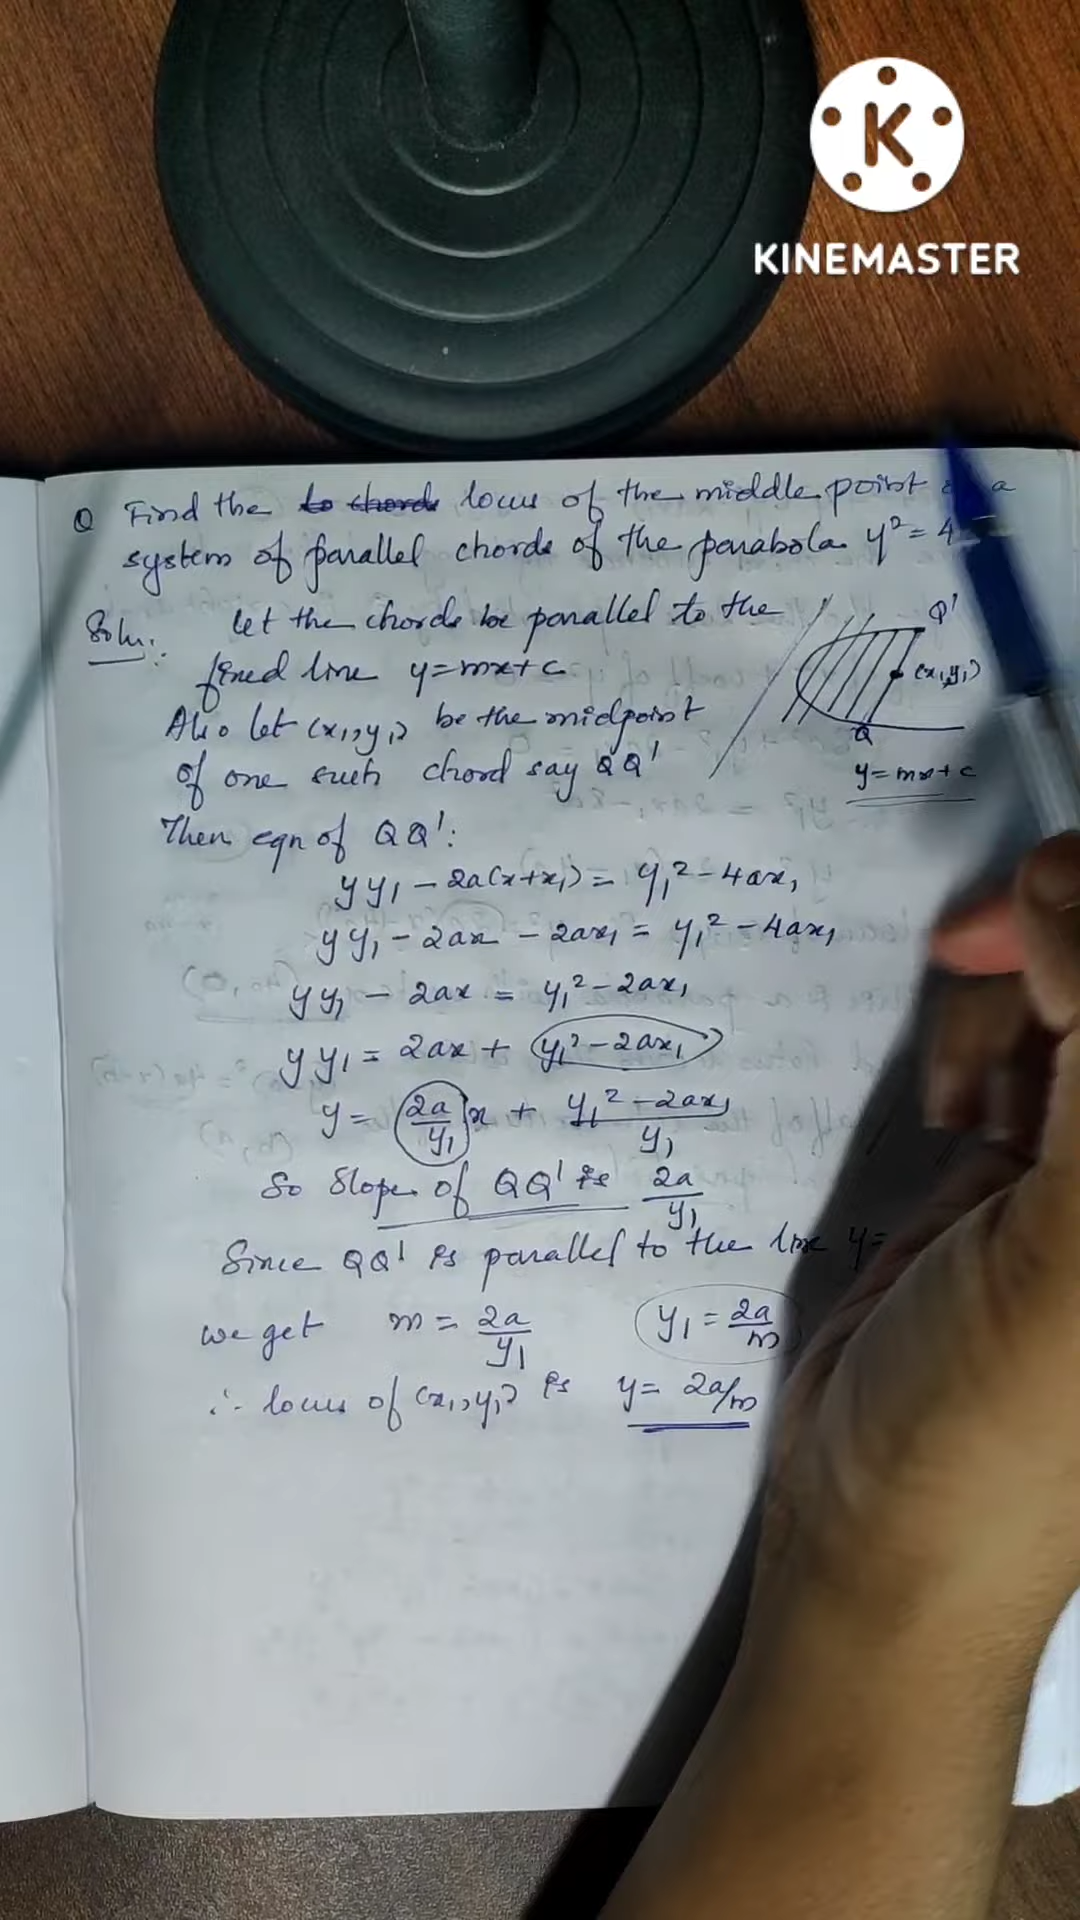 K
KINEMASTER
Q Find the to chords locus of the middle point a
system of parallel chords of the parabola y² = 4
Soln: Let the chords be parallel to the
fixed line y=mx+c
Also let (x₁,y₁) be the midpoint
of one such chord say QQ'
Q'
(x₁,y₁)
Q
y=mx+c
Then eqn of QQ':
yy₁ - 2a(x+x₁) = y₁² - 4ax₁
yy₁ - 2ax - 2ax₁ = y₁² - 4ax₁
yy₁ - 2ax = y₁² - 2ax₁
yy₁ = 2ax + y₁² - 2ax₁
y = 2a/y₁ x + y₁² - 2ax₁/y₁
So Slope of QQ' is 2a/y₁
Since QQ' is parallel to the line y=
we get m = 2a/y₁ y₁ = 2a/m
∴ locus of (x₁,y₁) is y = 2a/m